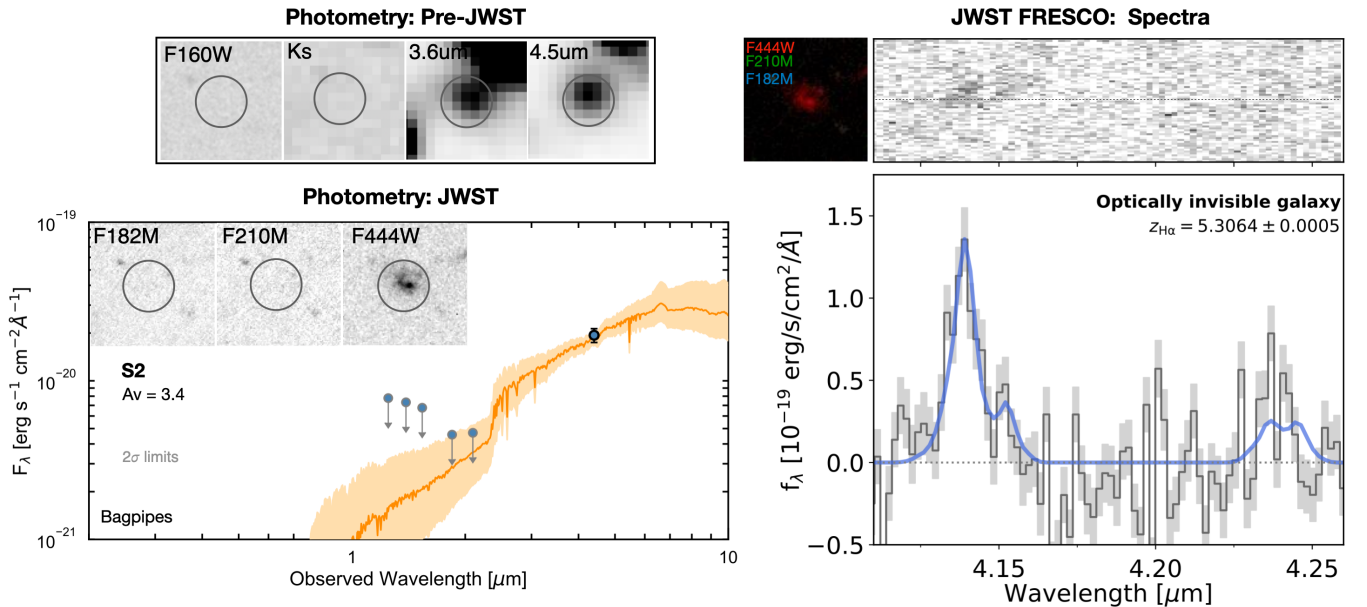 Photometry: Pre-JWST
F160W
Ks
3.6um
4.5um
Photometry: JWST
F182M
F210M
F444W
S2
Av = 3.4
2σ limits
Bagpipes
10⁻¹⁹
10⁻²⁰
10⁻²¹
F_λ [erg s⁻¹ cm⁻²Å⁻¹]
1
10
Observed Wavelength [μm]
JWST FRESCO: Spectra
F444W
F210M
F182M
Optically invisible galaxy
z_Hα = 5.3064 ± 0.0005
1.5
1.0
0.5
0.0
−0.5
f_λ [10⁻¹⁹ erg/s/cm²/Å]
4.15
4.20
4.25
Wavelength [μm]